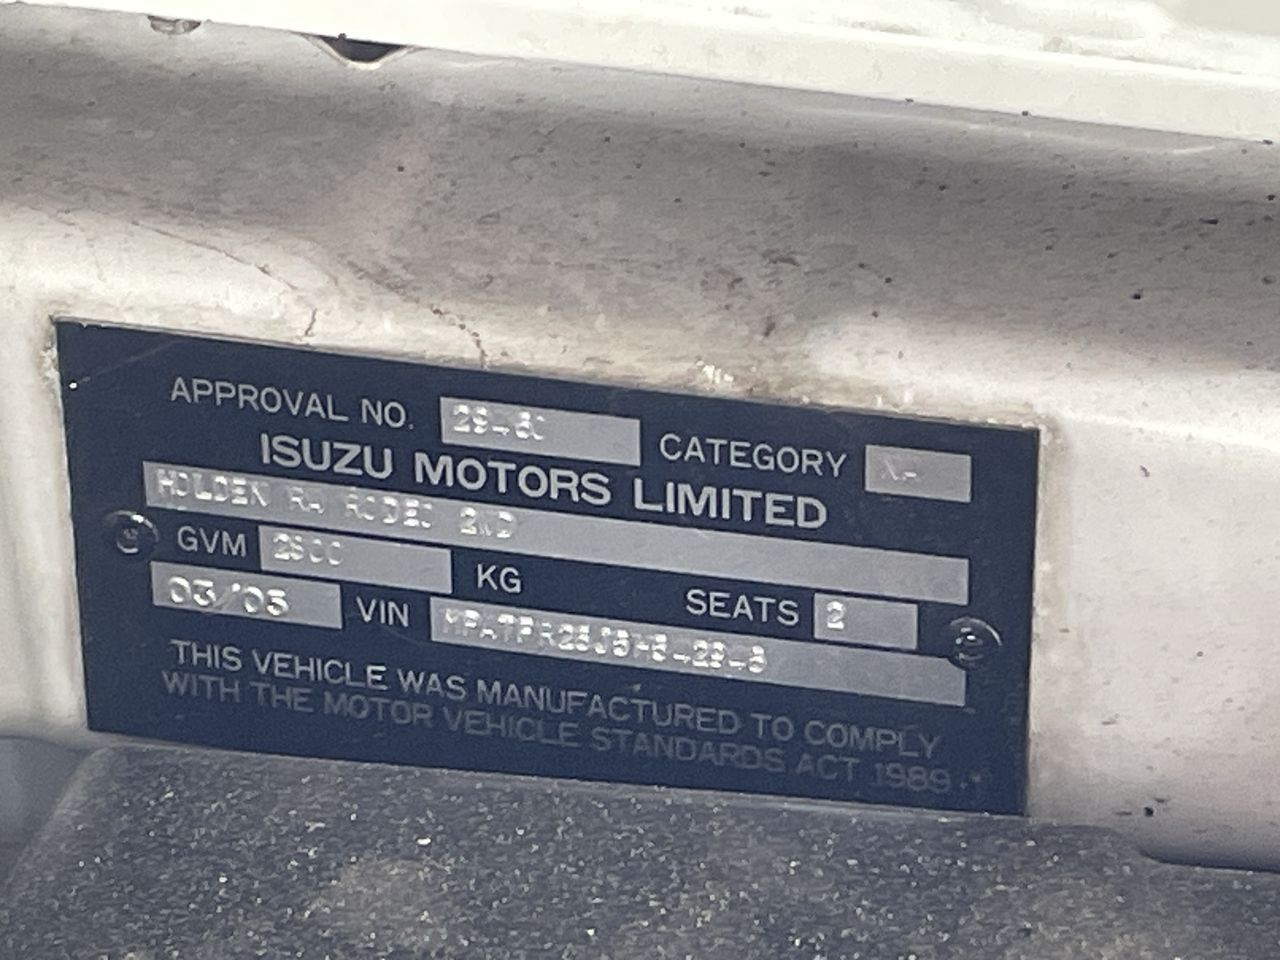 APPROVAL NO. CATEGORY
ISUZU MOTORS LIMITED
HOLDEN RA RODEO 2WD
GVM KG SEATS 2
03/05 VIN
THIS VEHICLE WAS MANUFACTURED TO COMPLY
WITH THE MOTOR VEHICLE STANDARDS ACT 1989.